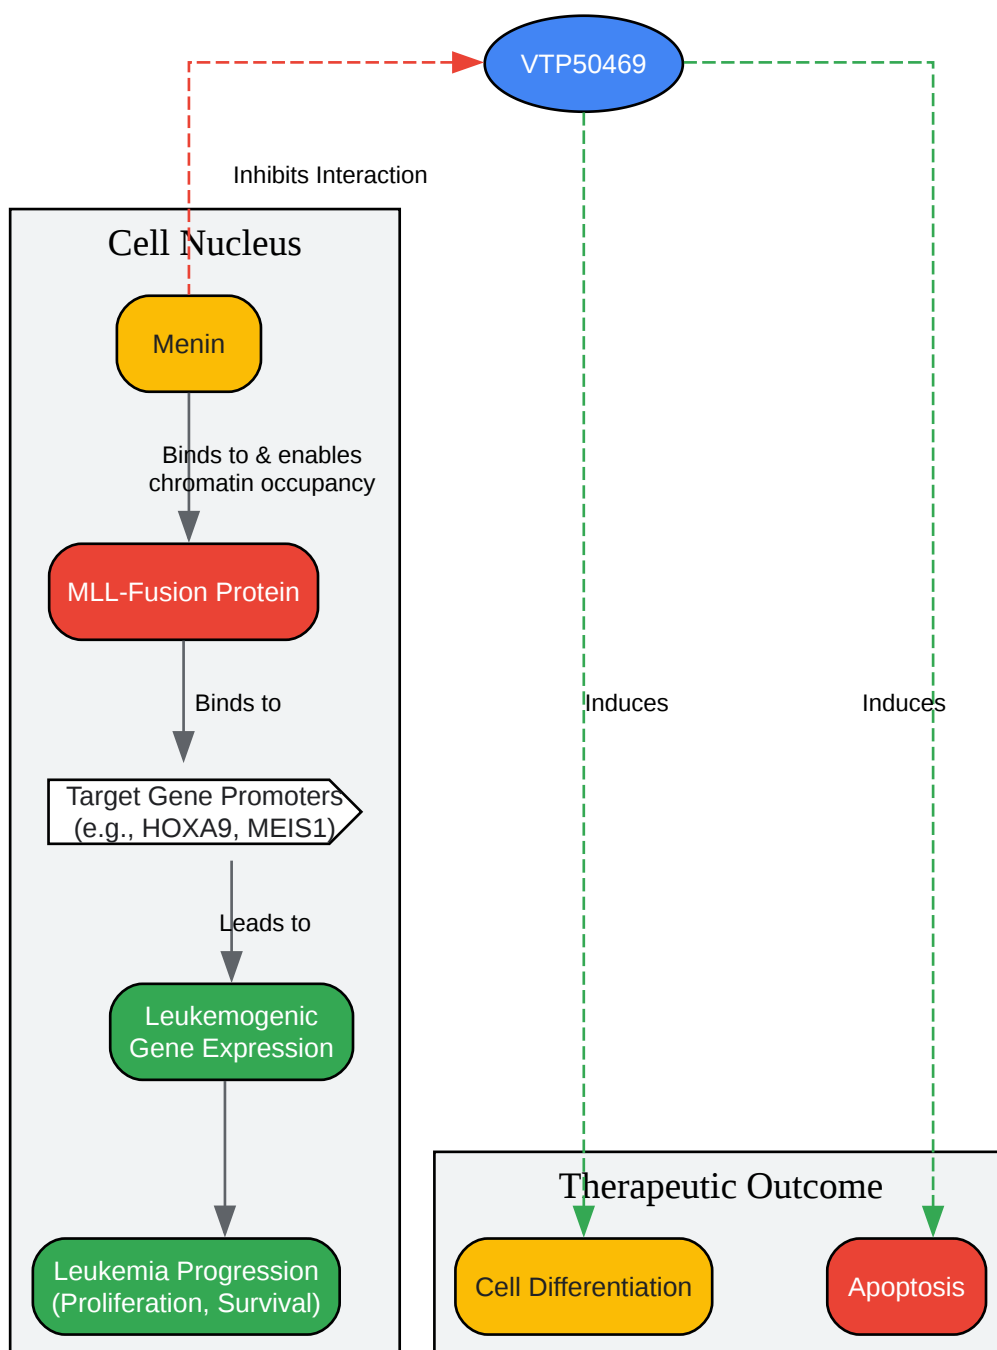 VTP50469
Inhibits Interaction
Cell Nucleus
Menin
Binds to & enables
chromatin occupancy
MLL-Fusion Protein
Binds to
Induces
Induces
Target Gene Promoters
(e.g., HOXA9, MEIS1)
Leads to
Leukemogenic
Gene Expression
Leukemia Progression
(Proliferation, Survival)
Therapeutic Outcome
Cell Differentiation
Apoptosis